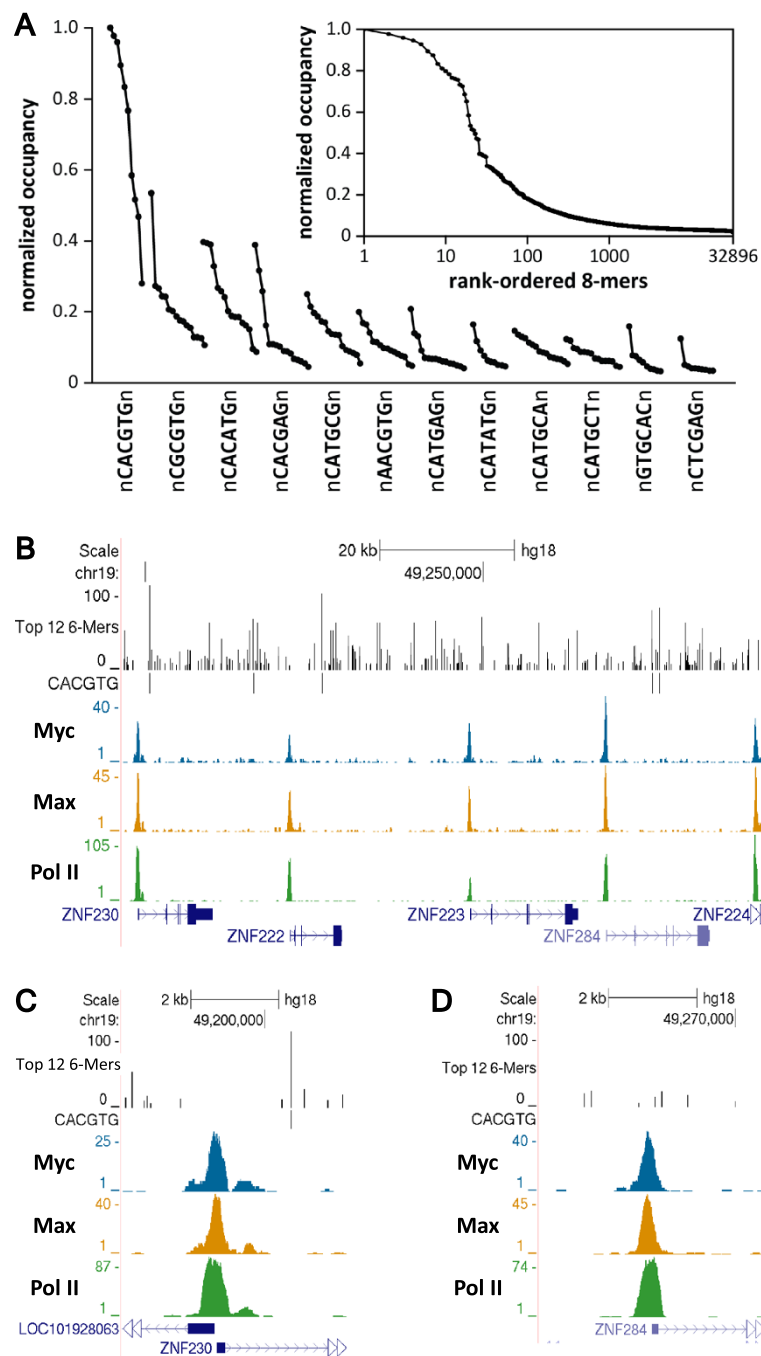 A
normalized occupancy
1.0
0.8
0.6
0.4
0.2
0
nCACGTGn
nCGCGTGn
nCACATGn
nCACGAGn
nCATGCGn
nAACGTGn
nCATGAGn
nCATATGn
nCATGCAn
nCATGCTn
nGTGCACn
nCTCGAGn
normalized occupancy
1.0
0.8
0.6
0.4
0.2
0
1 10 100 1000 32896
rank-ordered 8-mers
B
Scale 20 kb hg18
chr19: 49,250,000
100 -
Top 12 6-Mers
0 _
CACGTG
40 -
Myc
1 _
45 -
Max
1 _
105 -
Pol II
1 _
ZNF230 ZNF223 ZNF224
ZNF222 ZNF284
C
Scale 2 kb hg18
chr19: 49,200,000
100 -
Top 12 6-Mers
0 _
CACGTG
25 -
Myc
1 _
40 -
Max
1 _
87 -
Pol II
1 _
LOC101928063
ZNF230
D
Scale 2 kb hg18
chr19: 49,270,000
100 -
Top 12 6-Mers
0 _
CACGTG
40 -
Myc
1 _
45 -
Max
1 _
74 -
Pol II
1 _
ZNF284